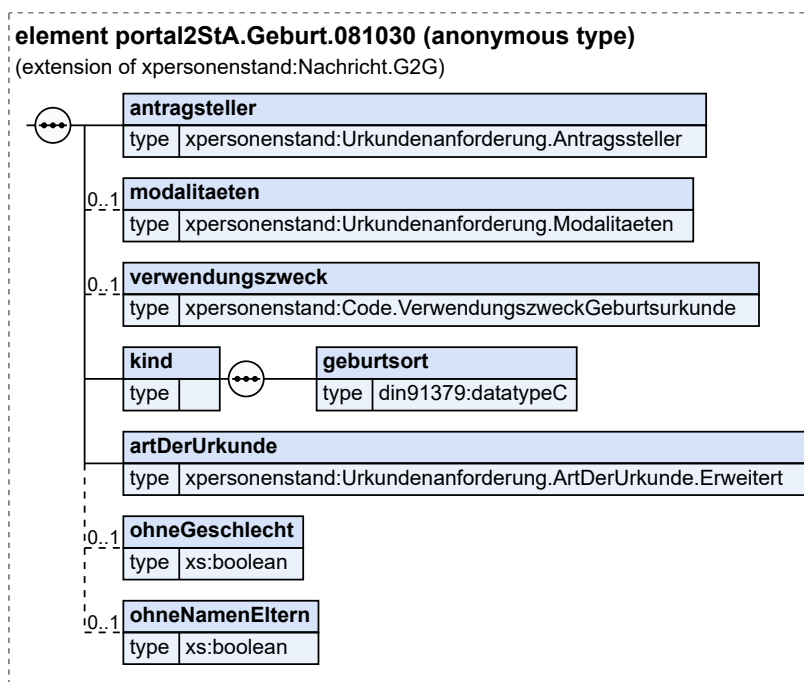 element portal2StA.Geburt.081030 (anonymous type)
(extension of xpersonenstand:Nachricht.G2G)
antragsteller
type xpersonenstand:Urkundenanforderung.Antragssteller
0..1 modalitaeten
type xpersonenstand:Urkundenanforderung.Modalitaeten
0..1 verwendungszweck
type xpersonenstand:Code.VerwendungszweckGeburtsurkunde
kind geburtsort
type type din91379:datatypeC
artDerUrkunde
type xpersonenstand:Urkundenanforderung.ArtDerUrkunde.Erweitert
0..1 ohneGeschlecht
type xs:boolean
0..1 ohneNamenEltern
type xs:boolean